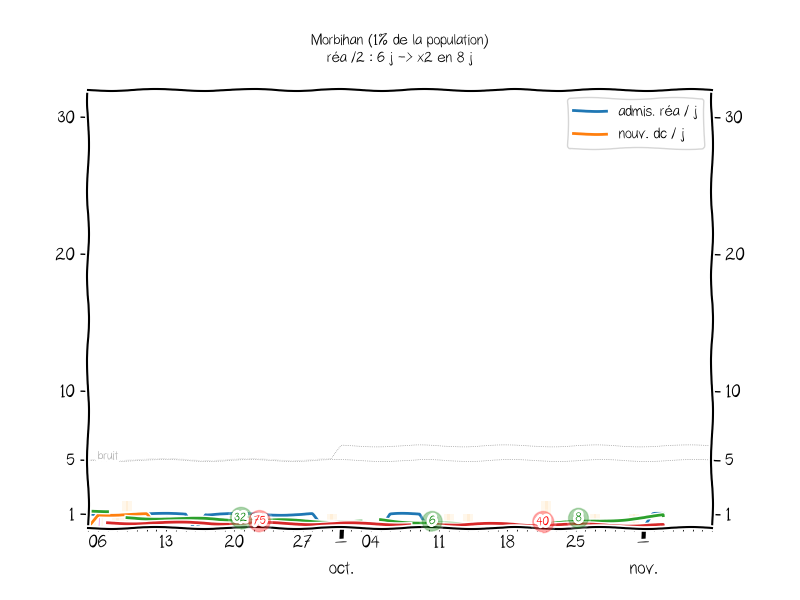 Morbihan (1% de la population)
réa /2 : 6 j -> x2 en 8 j
admis. réa / j
nouv. dc / j
30 30
20 20
10 10
5 bruit 5
1 32 75 6 40 8 1
06 13 20 27 04 11 18 25
oct. nov.